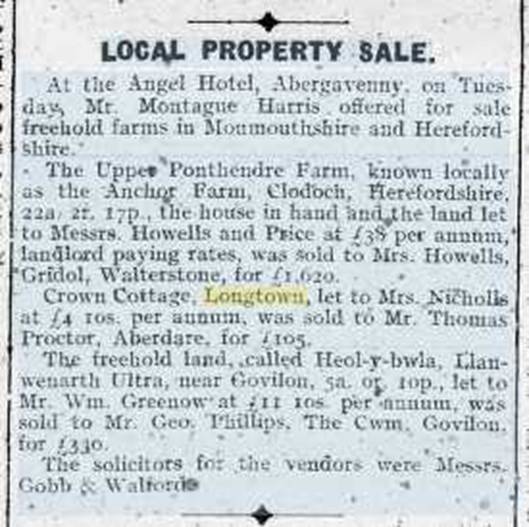 LOCAL PROPERTY SALE.
At the Angel Hotel, Abergavenny, on Tues-
day, Mr. Montague Harris offered for sale
freehold farms in Monmouthshire and Hereford-
shire.
The Upper Ponthendre Farm, known locally
as the Anchor Farm, Clodoch, Herefordshire,
22a. 2r. 17p., the house in hand and the land let
to Messrs. Howells and Price at £38 per annum,
landlord paying rates, was sold to Mrs. Howells,
Gridol, Walterstone, for £1,620.
Crown Cottage, Longtown, let to Mrs. Nicholls
at £4 10s. per annum, was sold to Mr. Thomas
Proctor, Aberdare, for £105.
The freehold land, called Heol-y-bwla, Llan-
wenarth Ultra, near Govilon, 5a. 0r. 10p., let to
Mr. Wm. Greenow at £11 10s. per annum, was
sold to Mr. Geo. Phillips, The Cwm, Govilon,
for £330.
The solicitors for the vendors were Messrs.
Gobb & Walford